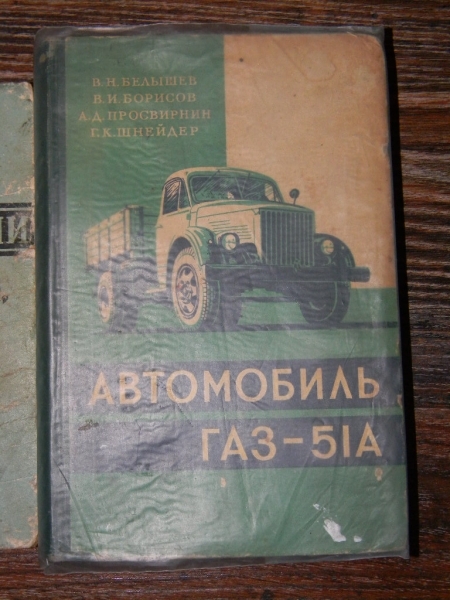 В.Н.БЕЛЫШЕВ
В.И.БОРИСОВ
А.Д.ПРОСВИРНИН
Г.К.ШНЕЙДЕР
АВТОМОБИЛЬ
ГАЗ-51А